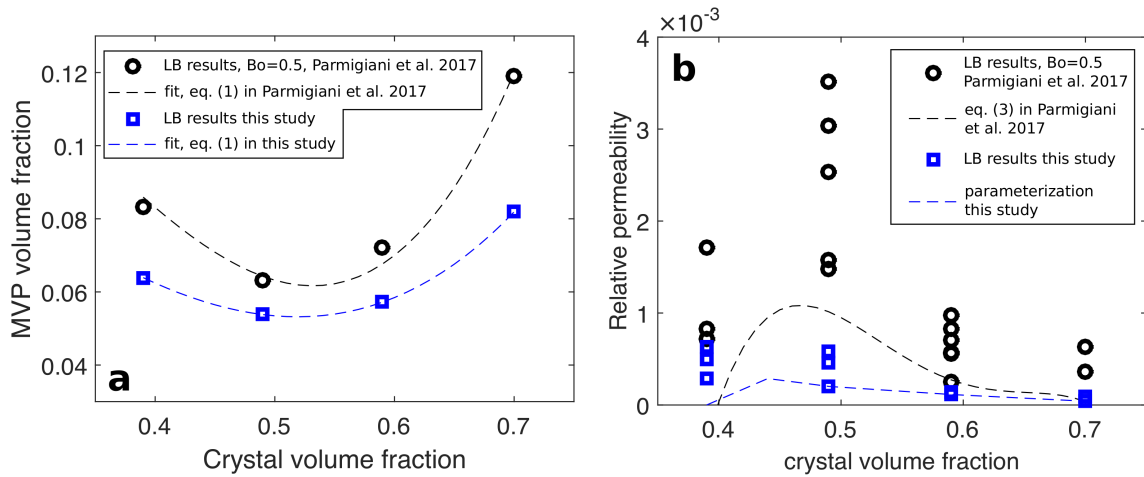 a
MVP volume fraction
0.12
0.1
0.08
0.06
0.04
0.4
0.5
0.6
0.7
Crystal volume fraction
LB results, Bo=0.5, Parmigiani et al. 2017
fit, eq. (1) in Parmigiani et al. 2017
LB results this study
fit, eq. (1) in this study
b
×10⁻³
Relative permeability
4
3
2
1
0
0.4
0.5
0.6
0.7
crystal volume fraction
LB results, Bo=0.5
Parmigiani et al. 2017
eq. (3) in Parmigiani
et al. 2017
LB results this study
parameterization
this study